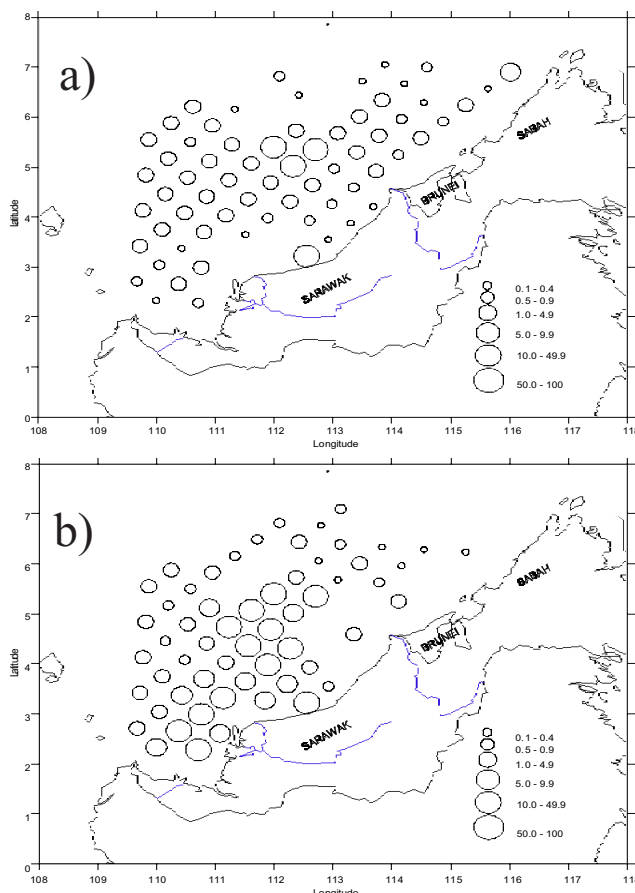 a)
8
7
6
5
4
3
2
1
0
latitude
SABAH
BRUNEI
SARAWAK
0.1 - 0.4
0.5 - 0.9
1.0 - 4.9
5.0 - 9.9
10.0 - 49.9
50.0 - 100
108 109 110 111 112 113 114 115 116 117 118
Longitude
b)
8
7
6
5
4
3
2
1
0
latitude
SABAH
BRUNEI
SARAWAK
0.1 - 0.4
0.5 - 0.9
1.0 - 4.9
5.0 - 9.9
10.0 - 49.9
50.0 - 100
108 109 110 111 112 113 114 115 116 117 118
Longitude